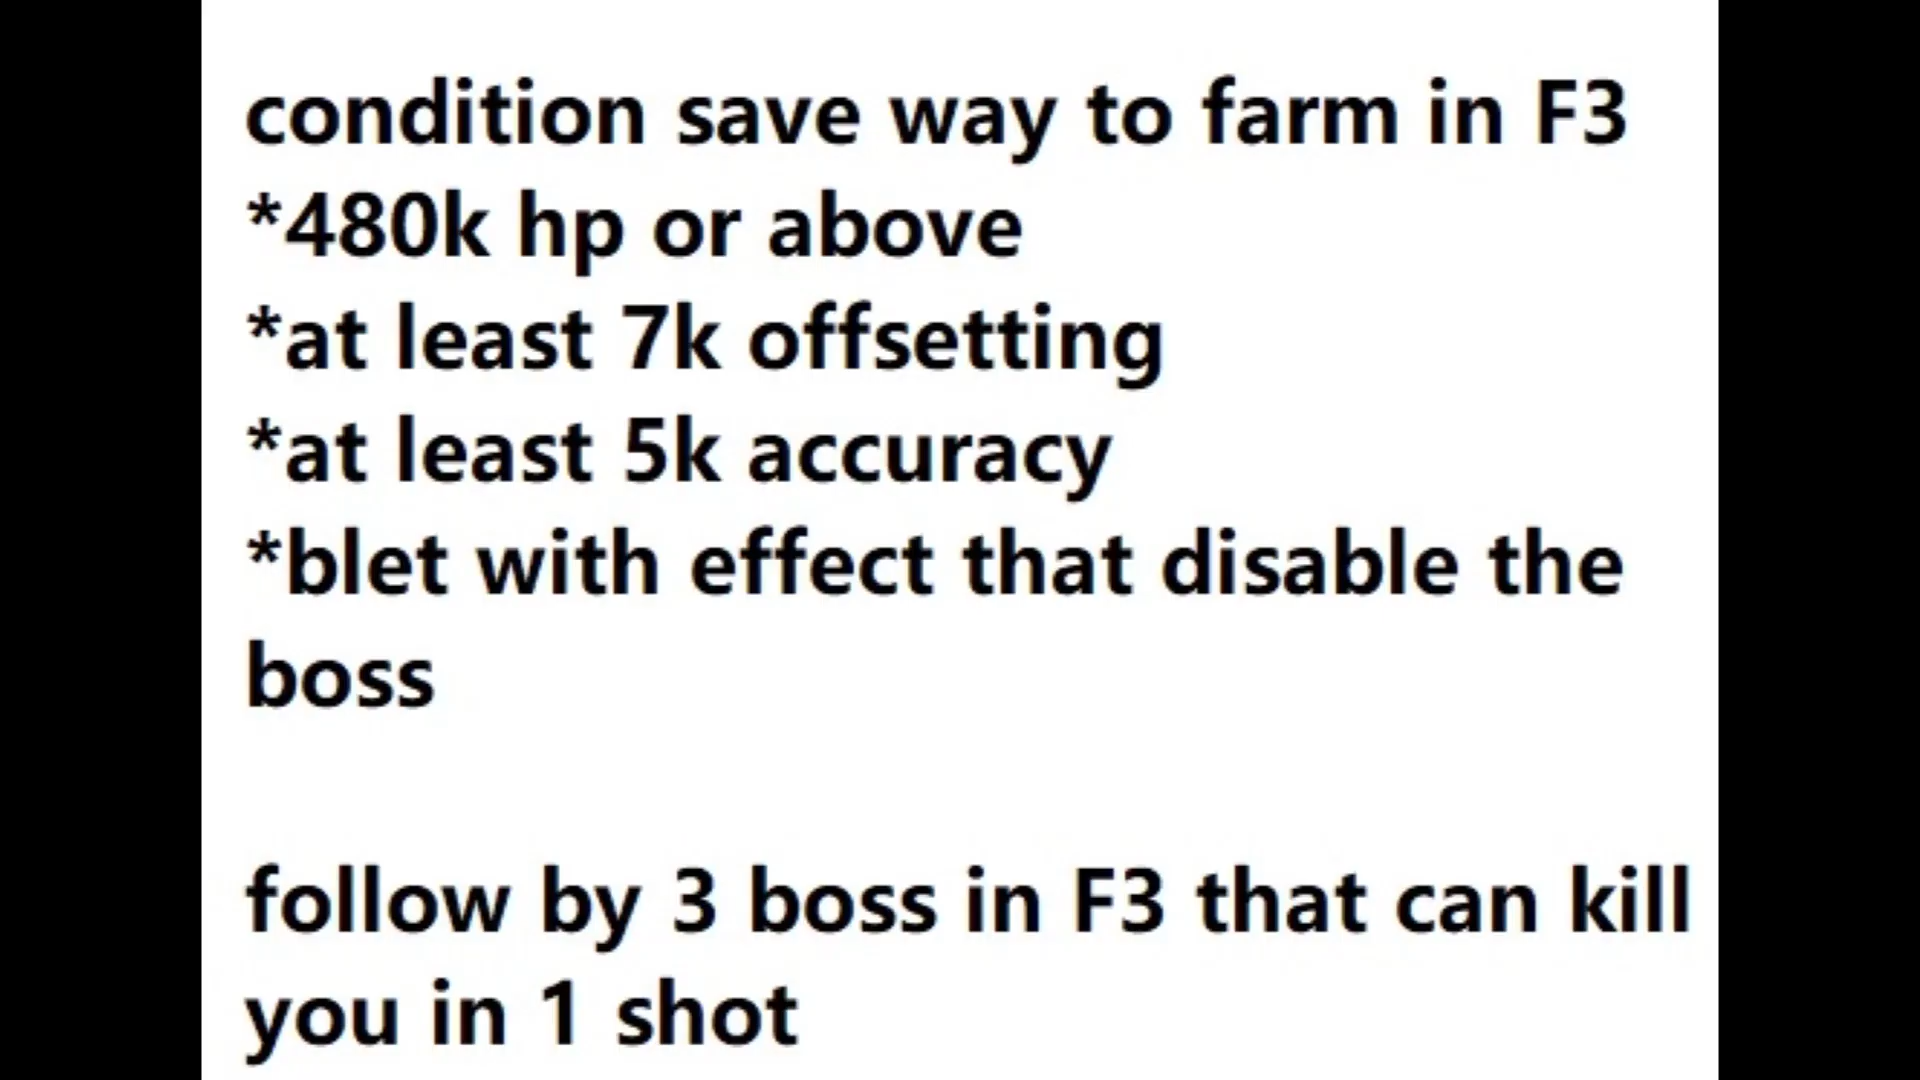 condition save way to farm in F3
*480k hp or above
*at least 7k offsetting
*at least 5k accuracy
*blet with effect that disable the
boss
follow by 3 boss in F3 that can kill
you in 1 shot